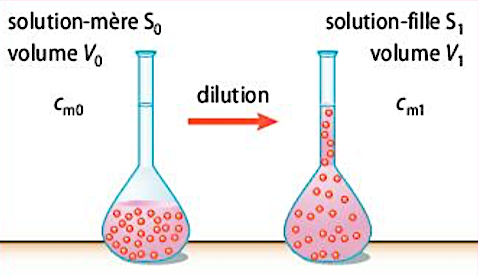 solution-mère S₀
volume V₀
cₘ₀
dilution
solution-fille S₁
volume V₁
cₘ₁